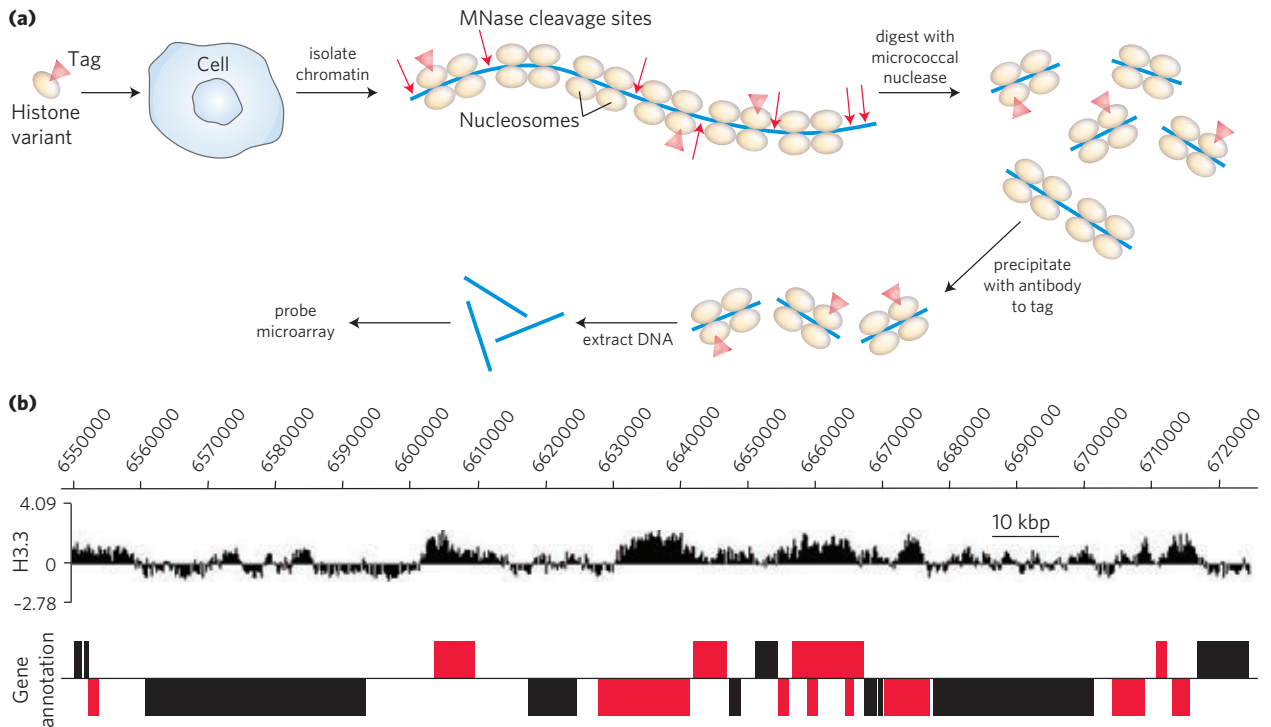 (a)
Tag
Histone
variant
Cell
isolate
chromatin
MNase cleavage sites
Nucleosomes
digest with
micrococcal
nuclease
precipitate
with antibody
to tag
extract DNA
probe
microarray
(b)
6550000
6560000
6570000
6580000
6590000
6600000
6610000
6620000
6630000
6640000
6650000
6660000
6670000
6680000
66900 00
6700000
6710000
6720000
4.09
H3.3
0
−2.78
10 kbp
Gene
annotation